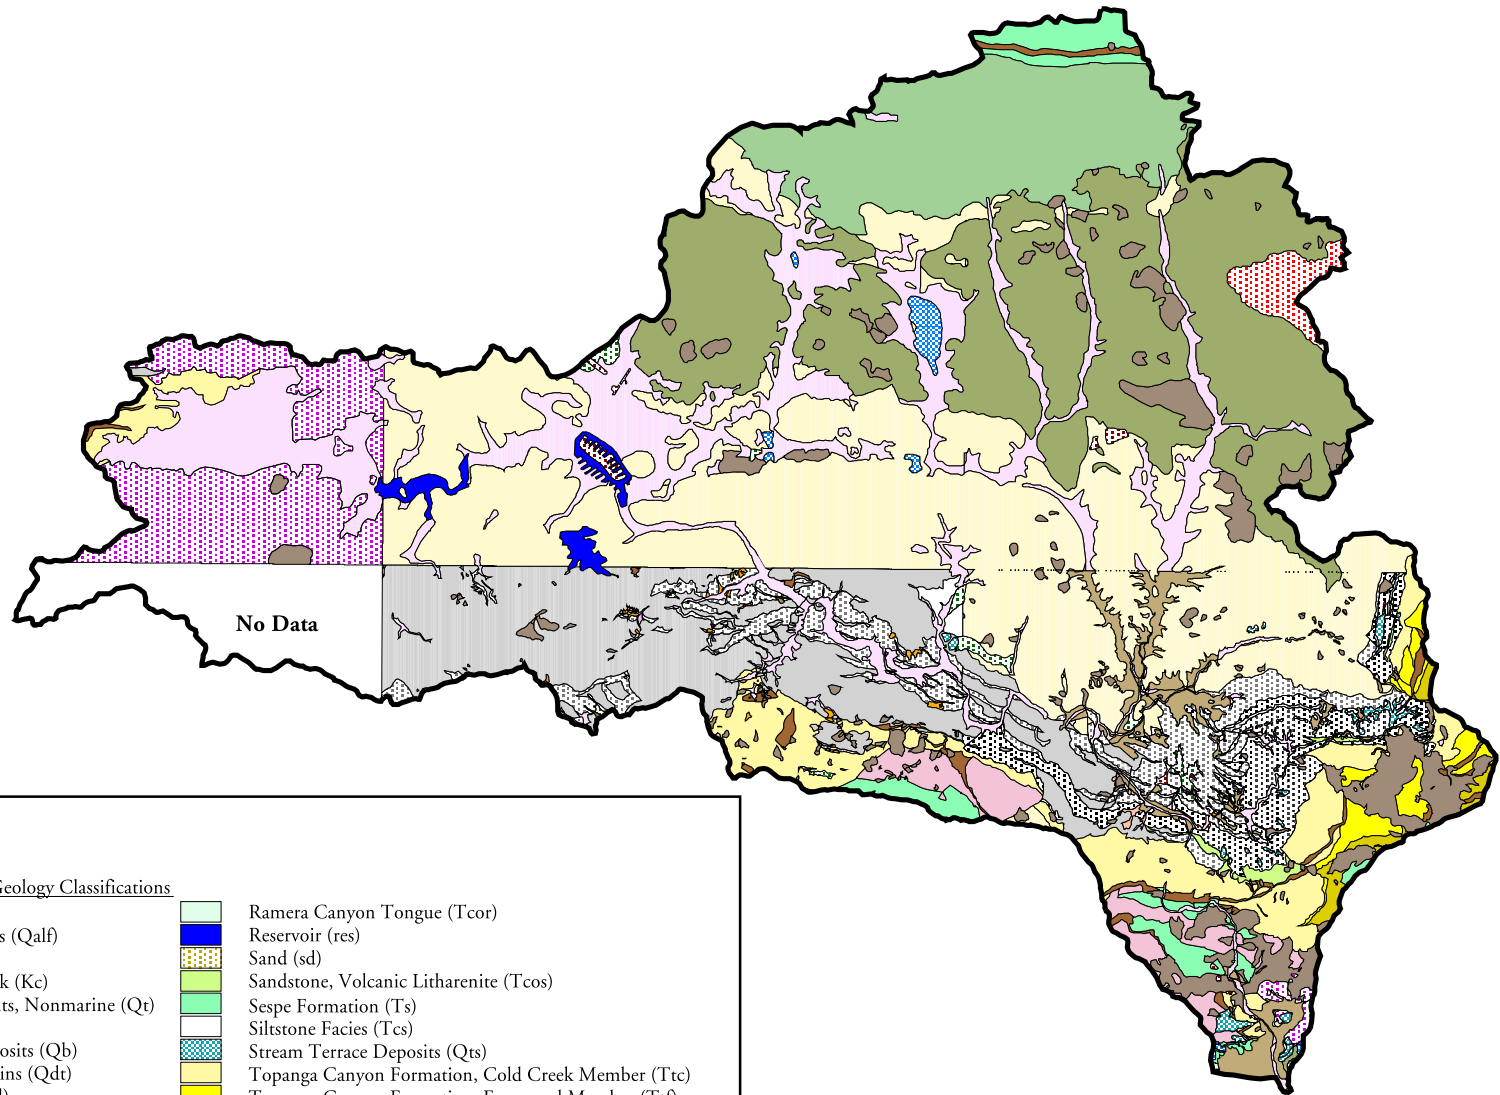 No Data
Geology Classifications
Ramera Canyon Tongue (Tcor)
s (Qalf)
Reservoir (res)
Sand (sd)
k (Kc)
Sandstone, Volcanic Litharenite (Tcos)
its, Nonmarine (Qt)
Sespe Formation (Ts)
Siltstone Facies (Tcs)
osits (Qb)
Stream Terrace Deposits (Qts)
ins (Qdt)
Topanga Canyon Formation, Cold Creek Member (Ttc)